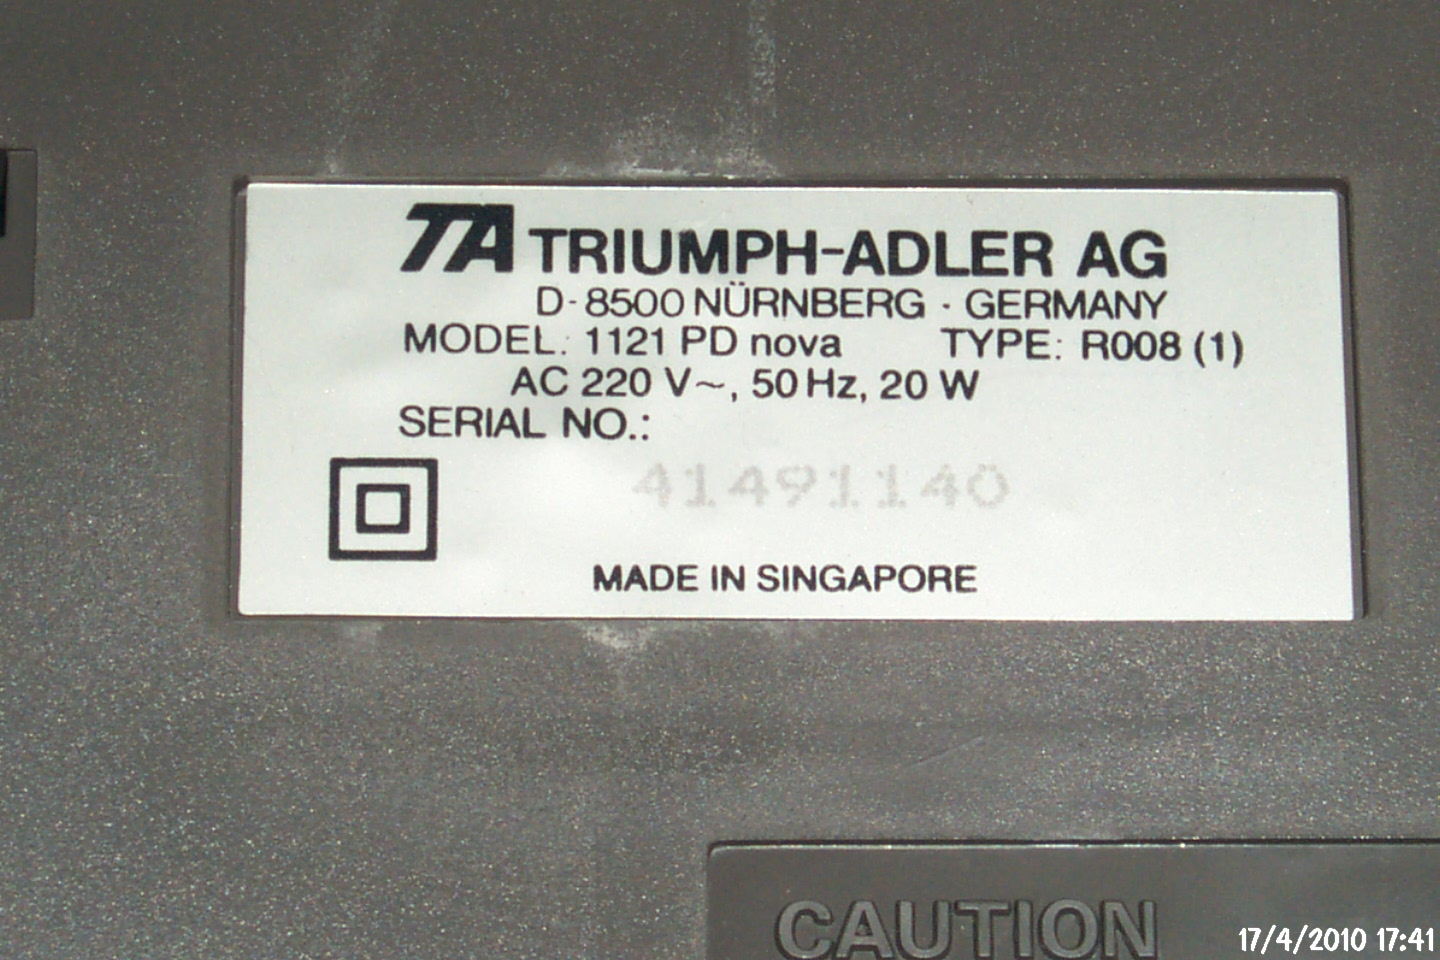 TA TRIUMPH-ADLER AG
D-8500 NÜRNBERG · GERMANY
MODEL: 1121 PD nova TYPE: R008 (1)
AC 220 V~, 50 Hz, 20 W
SERIAL NO.:
41491140
MADE IN SINGAPORE
CAUTION
17/4/2010 17:41